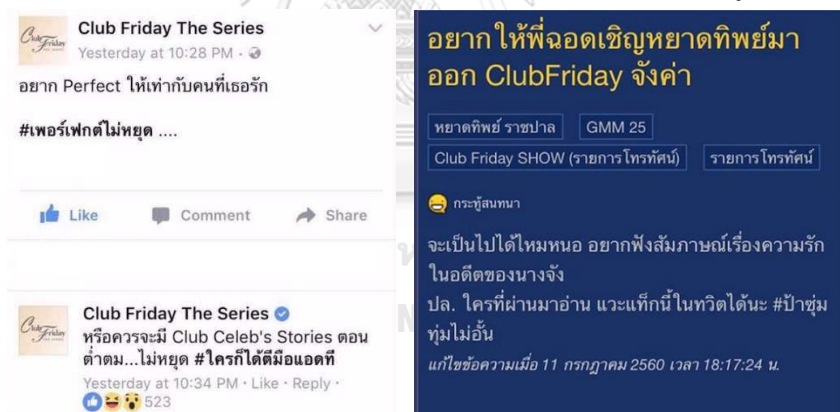 Club Friday The Series
Yesterday at 10:28 PM ·
อยาก Perfect ให้เท่ากับคนที่เธอรัก
#เพอร์เฟกต์ไม่หยุด ....
Like Comment Share
Club Friday The Series
หรือควรจะมี Club Celeb's Stories ตอน
ต่ำตม...ไม่หยุด #ใครก็ได้ตีมือแอดที
Yesterday at 10:34 PM · Like · Reply ·
523
อยากให้พี่ฉอดเชิญหยาดทิพย์มา
ออก ClubFriday จังค่า
หยาดทิพย์ ราชปาล GMM 25
Club Friday SHOW (รายการโทรทัศน์) รายการโทรทัศน์
กระทู้สนทนา
จะเป็นไปได้ไหมหนอ อยากฟังสัมภาษณ์เรื่องความรัก
ในอดีตของนางจัง
ปล. ใครที่ผ่านมาอ่าน แวะแท็กนี้ในทวิตได้นะ #ป้าซุ่ม
ทุ่มไม่อั้น
แก้ไขข้อความเมื่อ 11 กรกฎาคม 2560 เวลา 18:17:24 น.